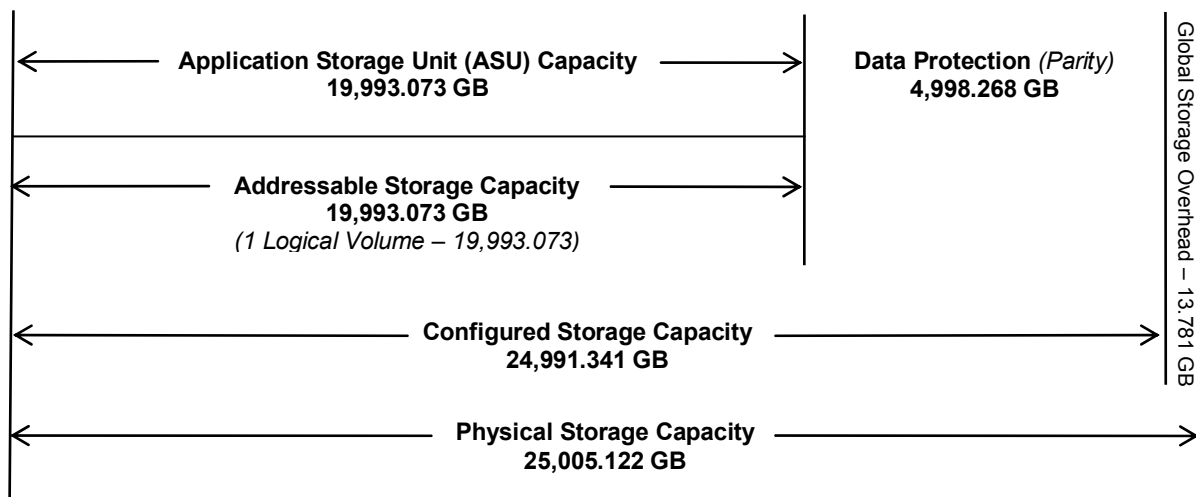 Application Storage Unit (ASU) Capacity
19,993.073 GB
Data Protection (Parity)
4,998.268 GB
Addressable Storage Capacity
19,993.073 GB
(1 Logical Volume – 19,993.073)
Configured Storage Capacity
24,991.341 GB
Physical Storage Capacity
25,005.122 GB
Global Storage Overhead – 13.781 GB